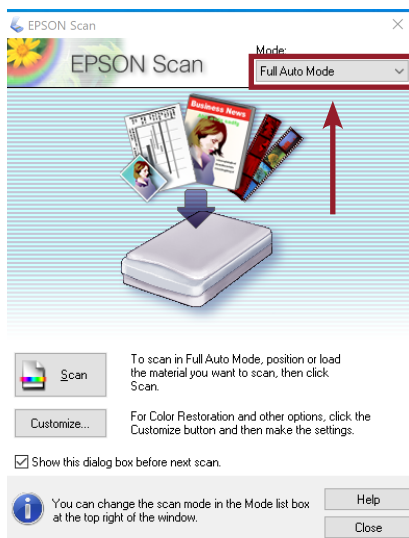 EPSON Scan
Mode:
EPSON Scan
Full Auto Mode
Business News
Scan
To scan in Full Auto Mode, position or load
the material you want to scan, then click
Scan.
Customize...
For Color Restoration and other options, click the
Customize button and then make the settings.
Show this dialog box before next scan.
You can change the scan mode in the Mode list box
at the top right of the window.
Help
Close